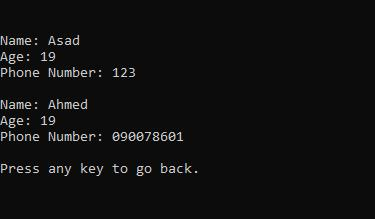 Name: Asad
Age: 19
Phone Number: 123
Name: Ahmed
Age: 19
Phone Number: 090078601
Press any key to go back.